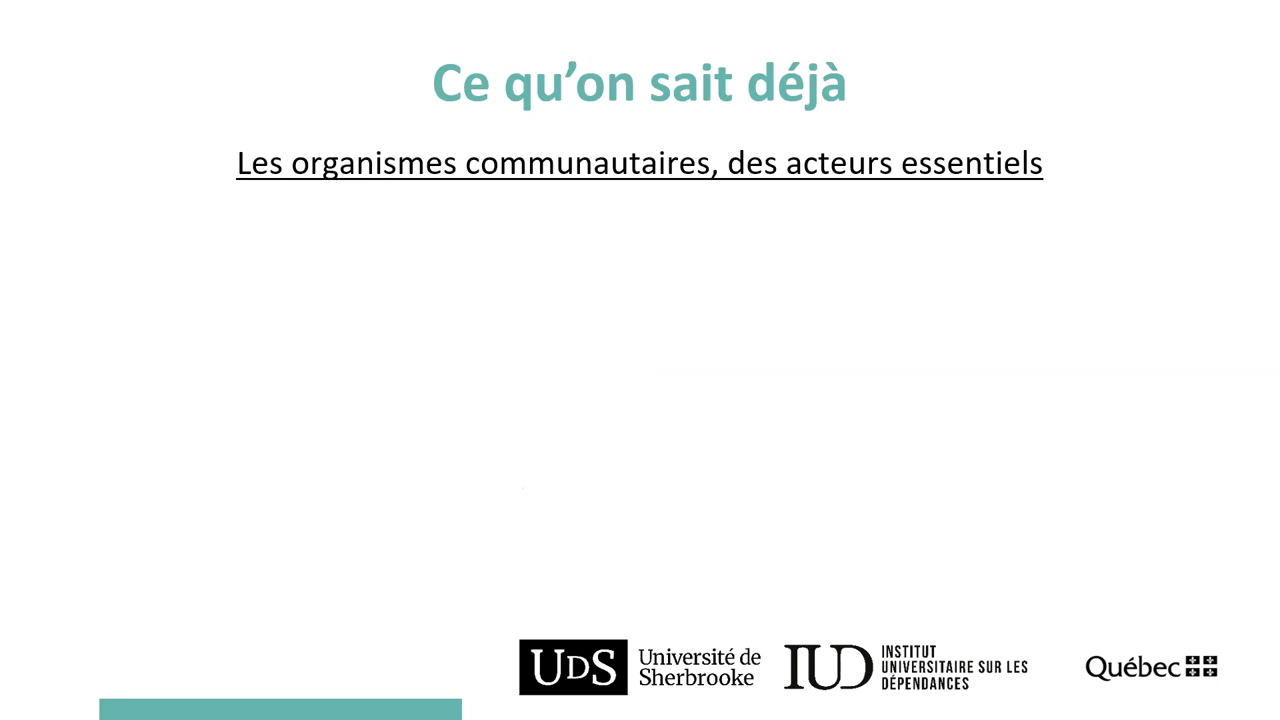 Ce qu’on sait déjà
Les organismes communautaires, des acteurs essentiels
UDS
Université de
Sherbrooke
IUD
INSTITUT
UNIVERSITAIRE SUR LES
DÉPENDANCES
Québec